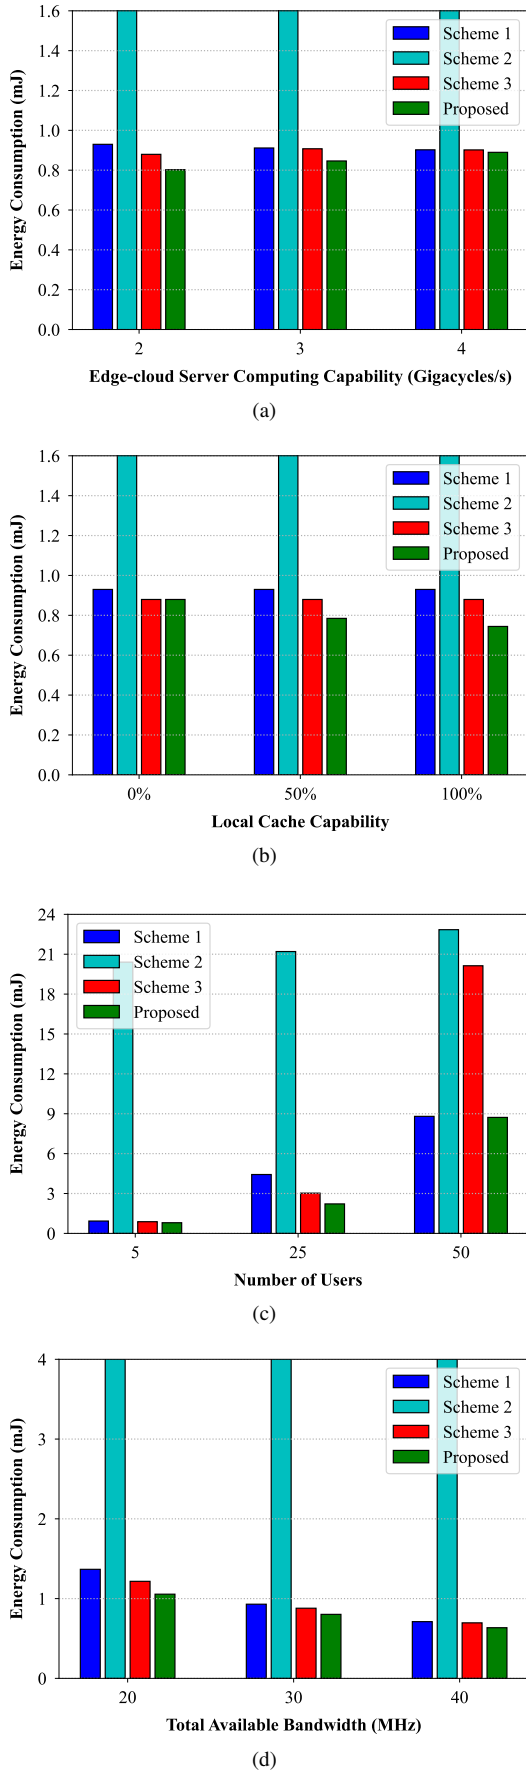 1.6
1.4
1.2
1.0
0.8
0.6
0.4
0.2
0.0
Energy Consumption (mJ)
Scheme 1
Scheme 2
Scheme 3
Proposed
2 3 4
Edge-cloud Server Computing Capability (Gigacycles/s)
(a)
1.6
1.4
1.2
1.0
0.8
0.6
0.4
0.2
0.0
Energy Consumption (mJ)
Scheme 1
Scheme 2
Scheme 3
Proposed
0% 50% 100%
Local Cache Capability
(b)
24
21
18
15
12
9
6
3
0
Energy Consumption (mJ)
Scheme 1
Scheme 2
Scheme 3
Proposed
5 25 50
Number of Users
(c)
4
3
2
1
0
Energy Consumption (mJ)
Scheme 1
Scheme 2
Scheme 3
Proposed
20 30 40
Total Available Bandwidth (MHz)
(d)